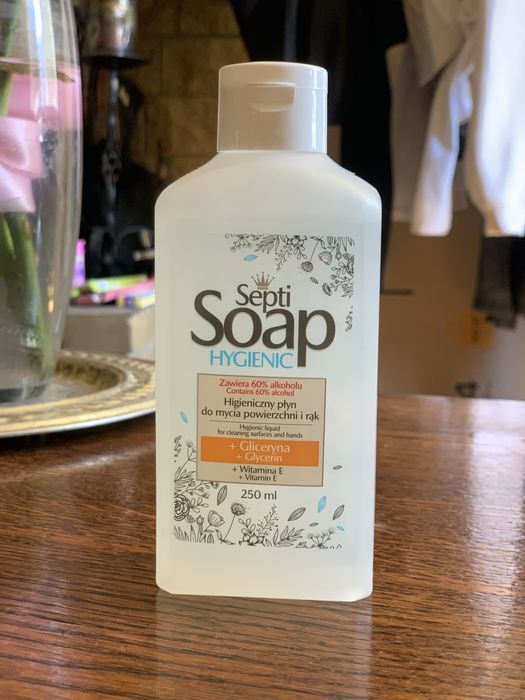 Septi
Soap
HYGIENIC
Zawiera 60% alkoholu
Contains 60% alcohol
Higieniczny płyn
do mycia powierzchni i rąk
Hygienic liquid
for cleaning surfaces and hands
+ Gliceryna
+ Glycerin
+ Witamina E
+ Vitamin E
250 ml